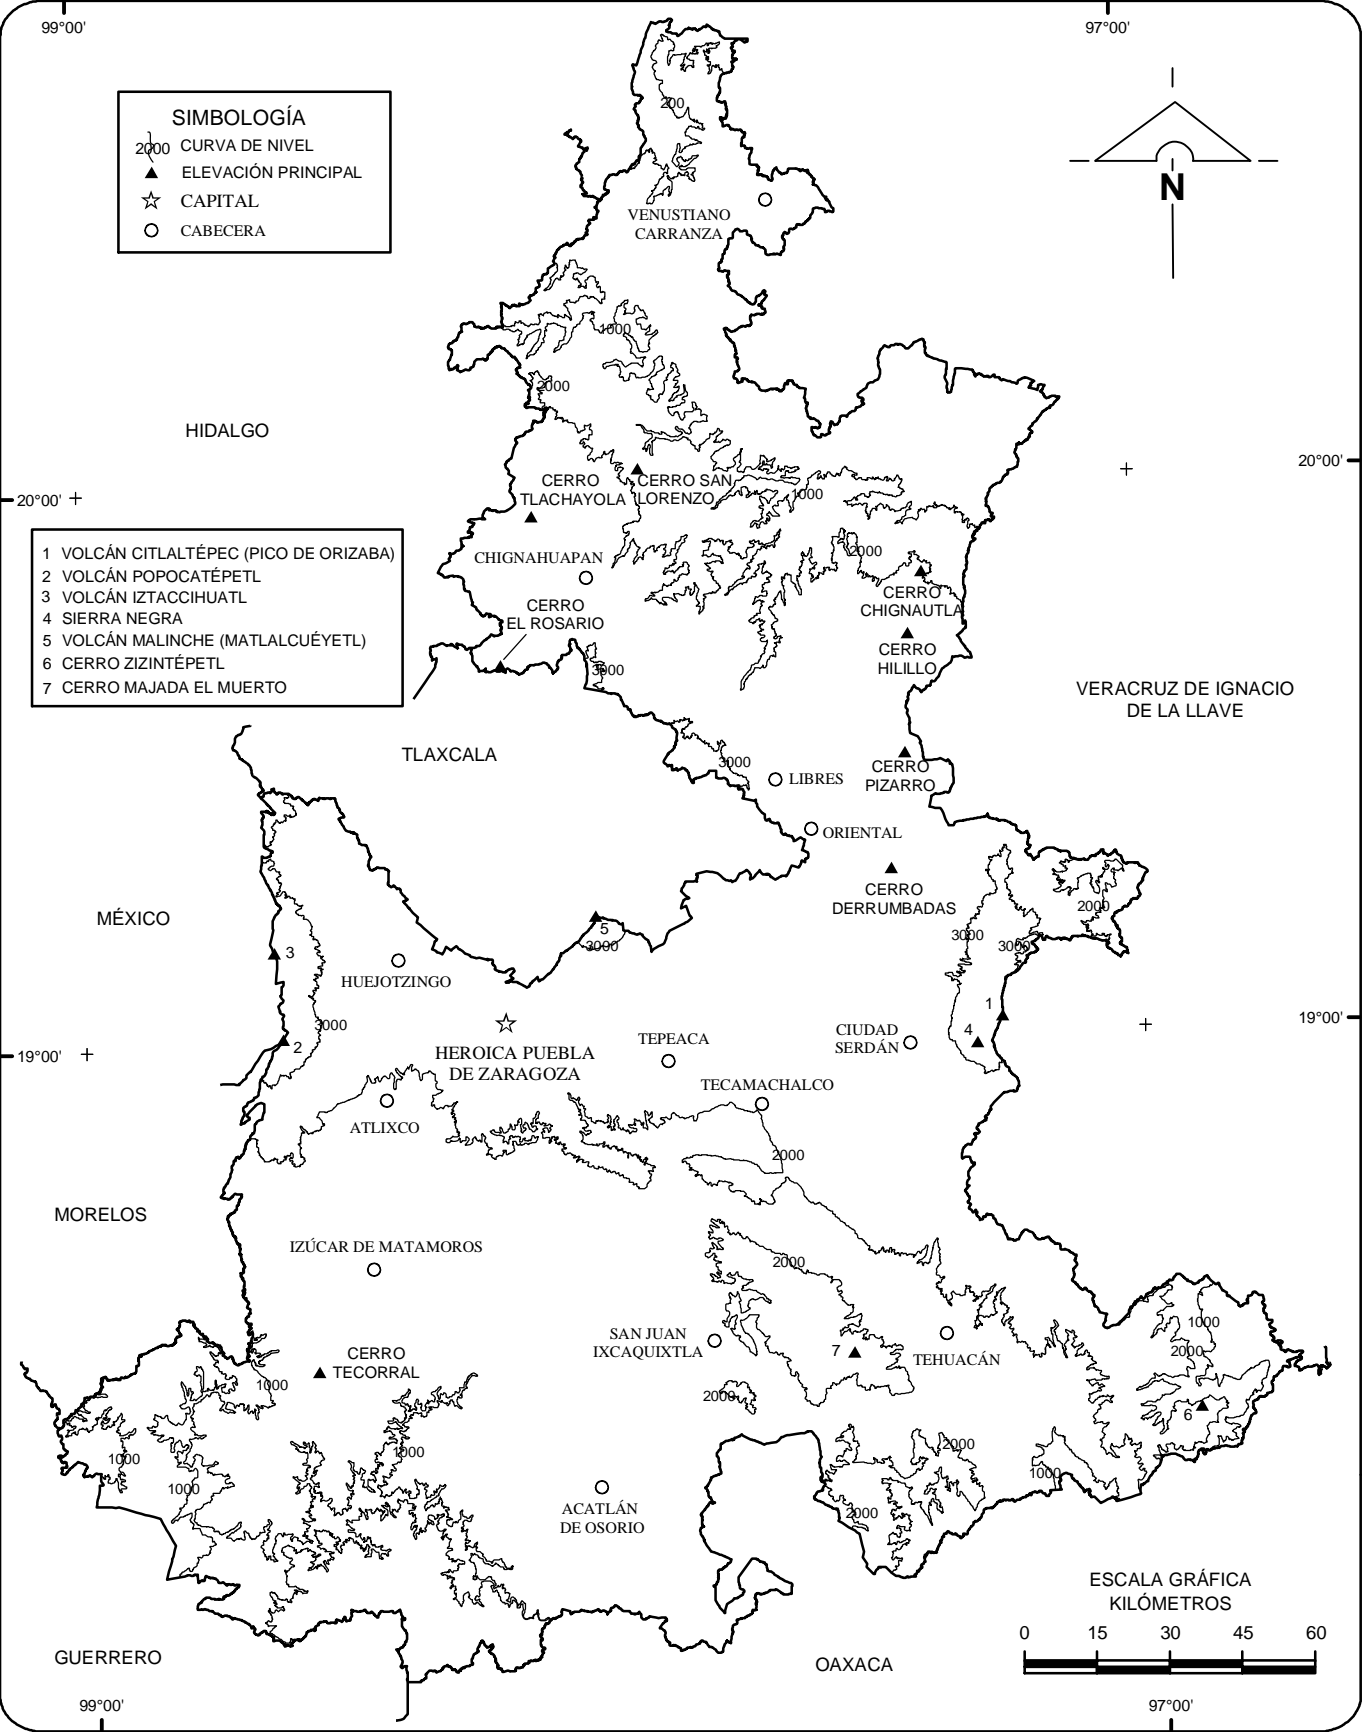 99°00'
97°00'
SIMBOLOGÍA
2000 CURVA DE NIVEL
ELEVACIÓN PRINCIPAL
CAPITAL
CABECERA
N
200
VENUSTIANO
CARRANZA
1000
2000
HIDALGO
20°00'
20°00'
CERRO
TLACHAYOLA
CERRO SAN
LORENZO
1000
2000
1 VOLCÁN CITLALTÉPEC (PICO DE ORIZABA)
2 VOLCÁN POPOCATÉPETL
3 VOLCÁN IZTACCIHUATL
4 SIERRA NEGRA
5 VOLCÁN MALINCHE (MATLALCUÉYETL)
6 CERRO ZIZINTÉPETL
7 CERRO MAJADA EL MUERTO
CHIGNAHUAPAN
CERRO
CHIGNAUTLA
CERRO
EL ROSARIO
CERRO
HILILLO
3000
VERACRUZ DE IGNACIO
DE LA LLAVE
TLAXCALA
3000
LIBRES
CERRO
PIZARRO
ORIENTAL
CERRO
DERRUMBADAS
2000
MÉXICO
5
3000
3000
3000
3
HUEJOTZINGO
1
19°00'
3000
2
HEROICA PUEBLA
DE ZARAGOZA
TEPEACA
CIUDAD
SERDÁN
4
19°00'
TECAMACHALCO
ATLIXCO
2000
MORELOS
IZÚCAR DE MATAMOROS
2000
SAN JUAN
IXCAQUIXTLA
7
TEHUACÁN
1000
2000
CERRO
TECORRAL
1000
2000
6
1000
1000
1000
2000
1000
2000
ACATLÁN
DE OSORIO
ESCALA GRÁFICA
KILÓMETROS
0 15 30 45 60
GUERRERO
OAXACA
99°00'
97°00'